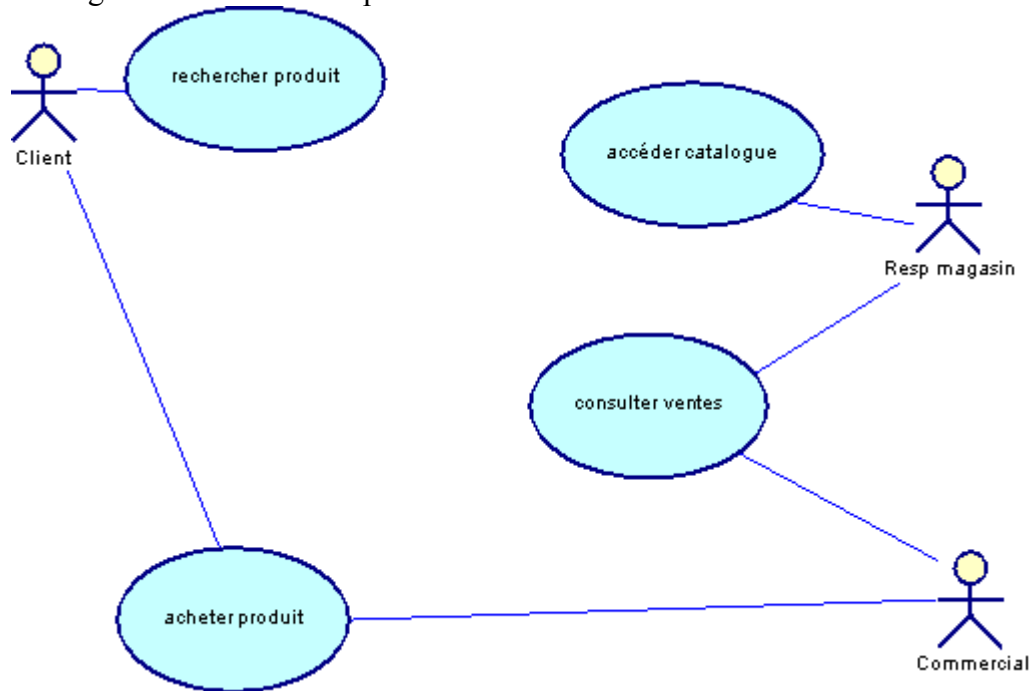 rechercher produit
Client
accéder catalogue
Resp magasin
consulter ventes
acheter produit
Commercial